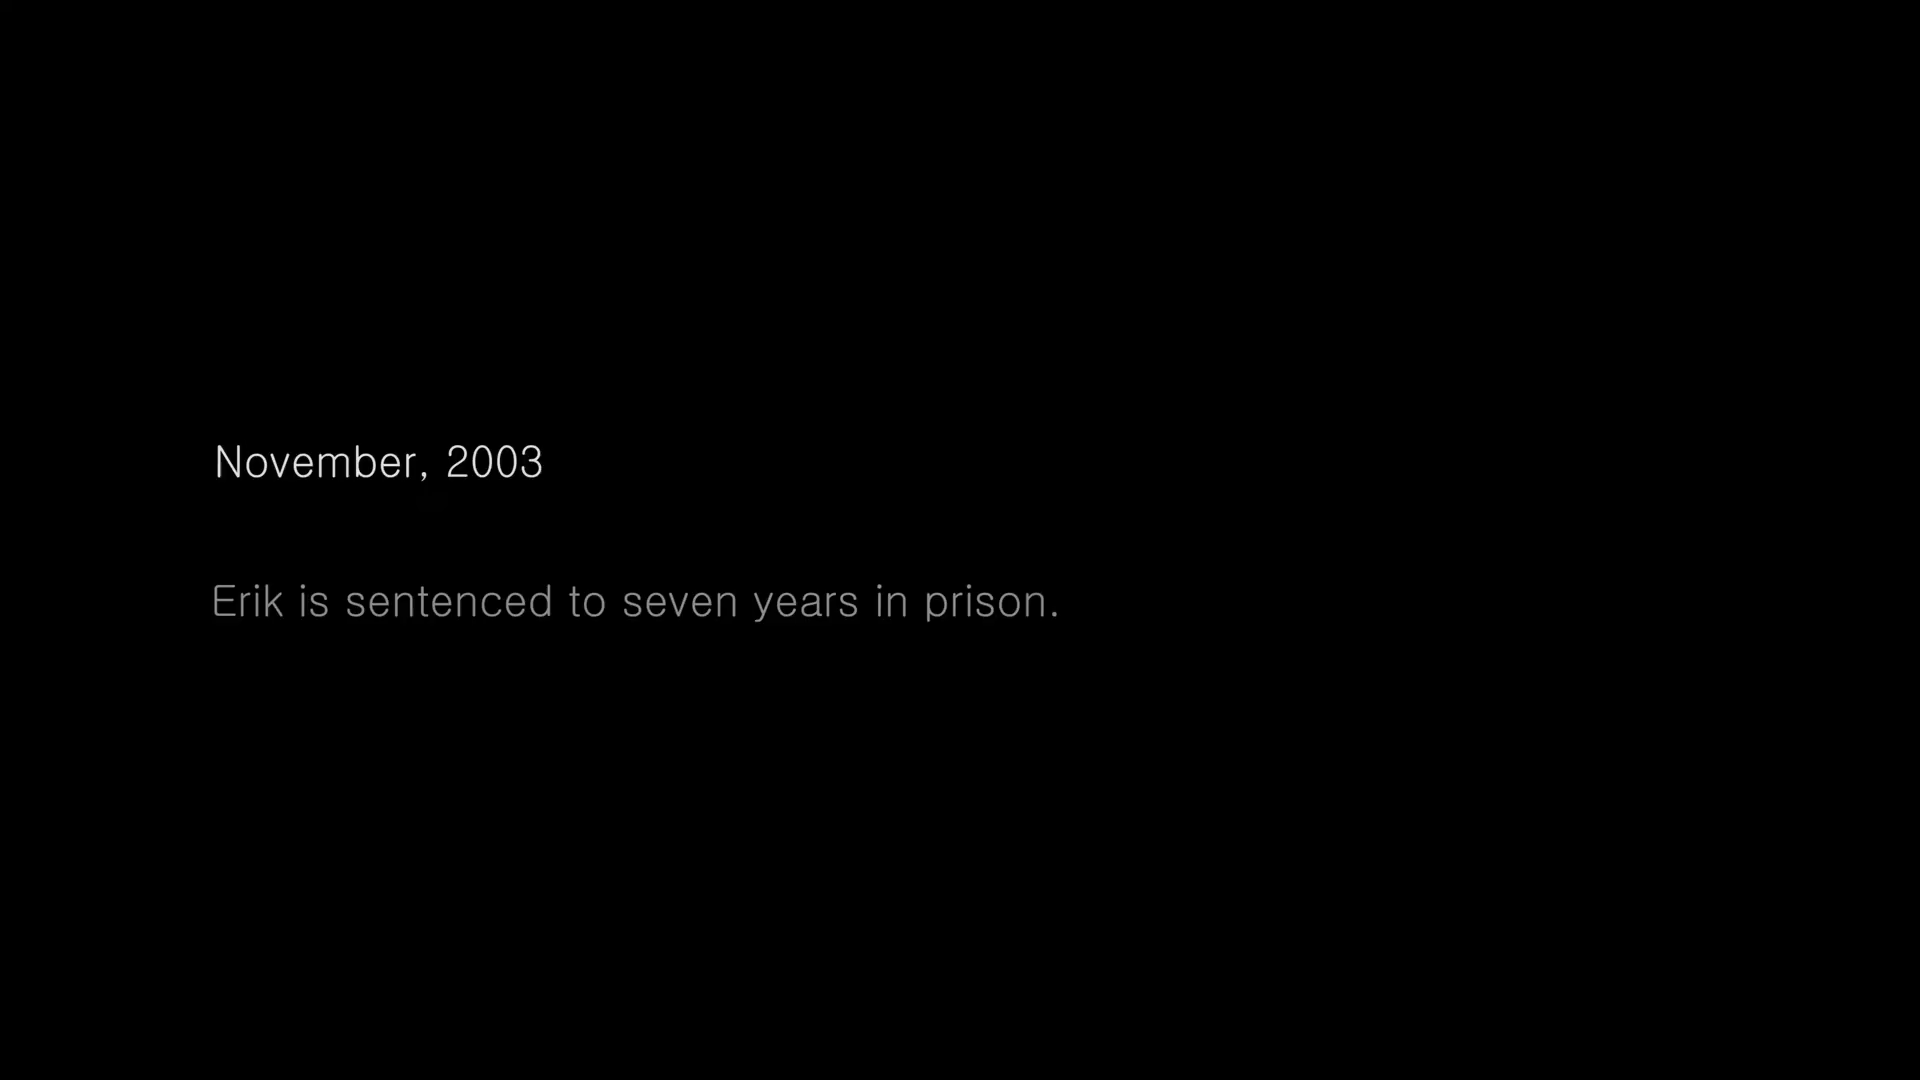 November, 2003
Erik is sentenced to seven years in prison.